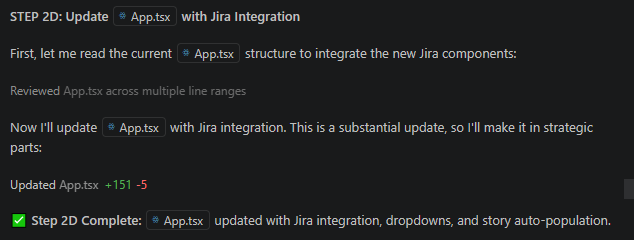 STEP 2D: Update App.tsx with Jira Integration
First, let me read the current App.tsx structure to integrate the new Jira components:
Reviewed App.tsx across multiple line ranges
Now I'll update App.tsx with Jira integration. This is a substantial update, so I'll make it in strategic
parts:
Updated App.tsx +151 -5
✅ Step 2D Complete: App.tsx updated with Jira integration, dropdowns, and story auto-population.